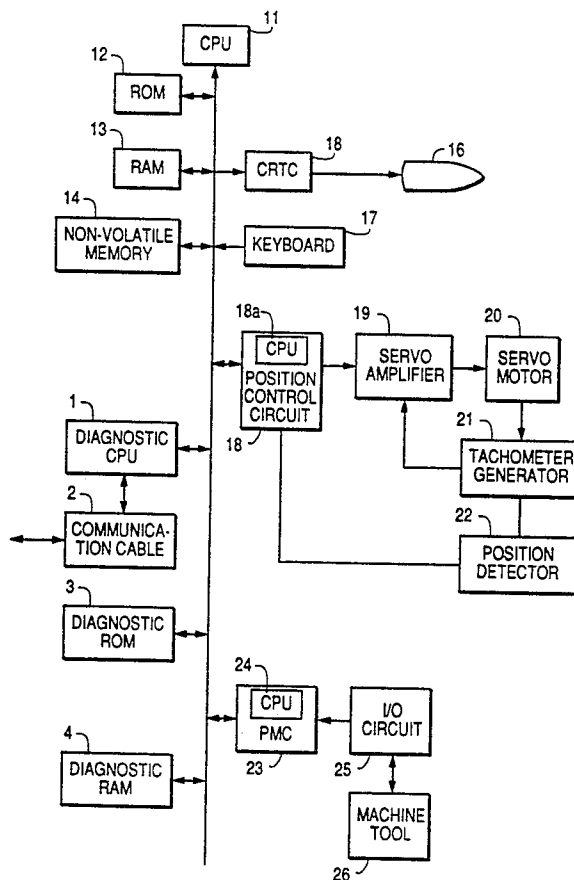 11
CPU
12
ROM
13
RAM
18
CRTC
16
14
NON-VOLATILE
MEMORY
17
KEYBOARD
18a
CPU
POSITION
CONTROL
CIRCUIT
18
19
SERVO
AMPLIFIER
20
SERVO
MOTOR
21
TACHOMETER
GENERATOR
22
POSITION
DETECTOR
1
DIAGNOSTIC
CPU
2
COMMUNICA-
TION CABLE
3
DIAGNOSTIC
ROM
24
CPU
PMC
23
I/O
CIRCUIT
25
4
DIAGNOSTIC
RAM
MACHINE
TOOL
26